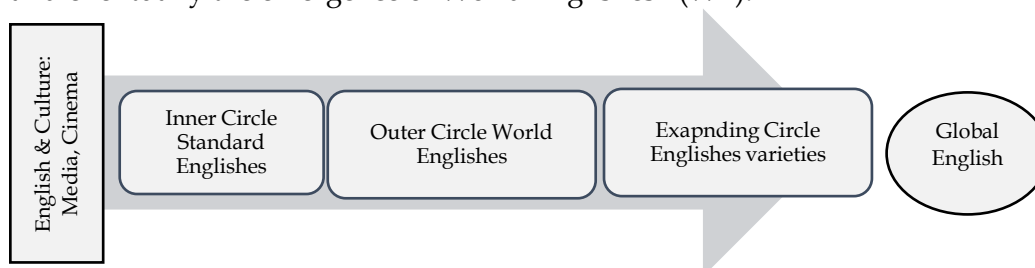 English & Culture:
Media, Cinema
Inner Circle
Standard
Englishes
Outer Circle World
Englishes
Exapnding Circle
Englishes varieties
Global
English